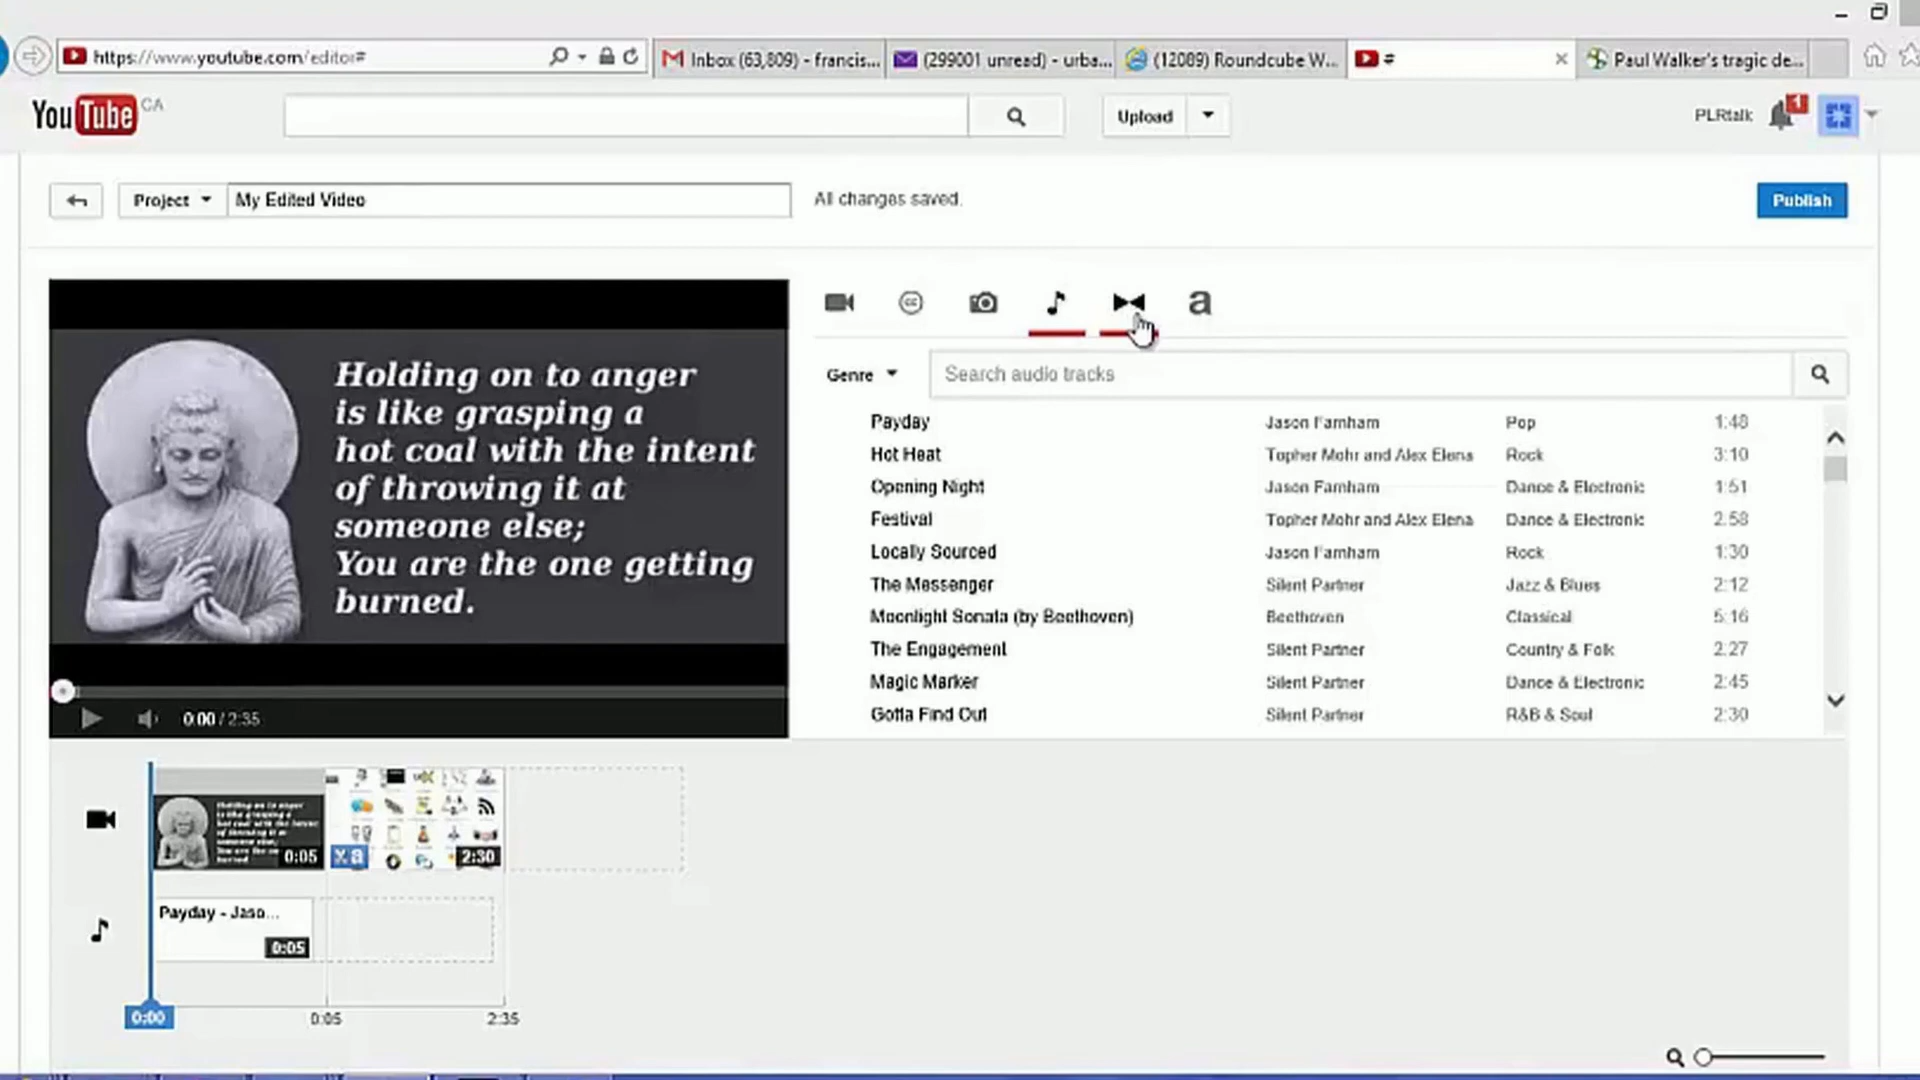 https://www.youtube.com/editor#
Inbox (63,809) - francis...
(299001 unread) - urba...
(12089) Roundcube W...
#
Paul Walker's tragic de...
YouTube CA
Upload
PLRtalk
1
Project
My Edited Video
All changes saved.
Publish
cc
a
Genre
Search audio tracks
Holding on to anger
is like grasping a
hot coal with the intent
of throwing it at
someone else;
You are the one getting
burned.
Payday Jason Farnham Pop 1:48
Hot Heat Topher Mohr and Alex Elena Rock 3:10
Opening Night Jason Farnham Dance & Electronic 1:51
Festival Topher Mohr and Alex Elena Dance & Electronic 2:58
Locally Sourced Jason Farnham Rock 1:30
The Messenger Silent Partner Jazz & Blues 2:12
Moonlight Sonata (by Beethoven) Beethoven Classical 5:16
The Engagement Silent Partner Country & Folk 2:27
Magic Marker Silent Partner Dance & Electronic 2:45
Gotta Find Out Silent Partner R&B & Soul 2:30
0:00 / 2:35
0:05
a
2:30
Payday - Jaso...
0:05
0:00
0:05
2:35